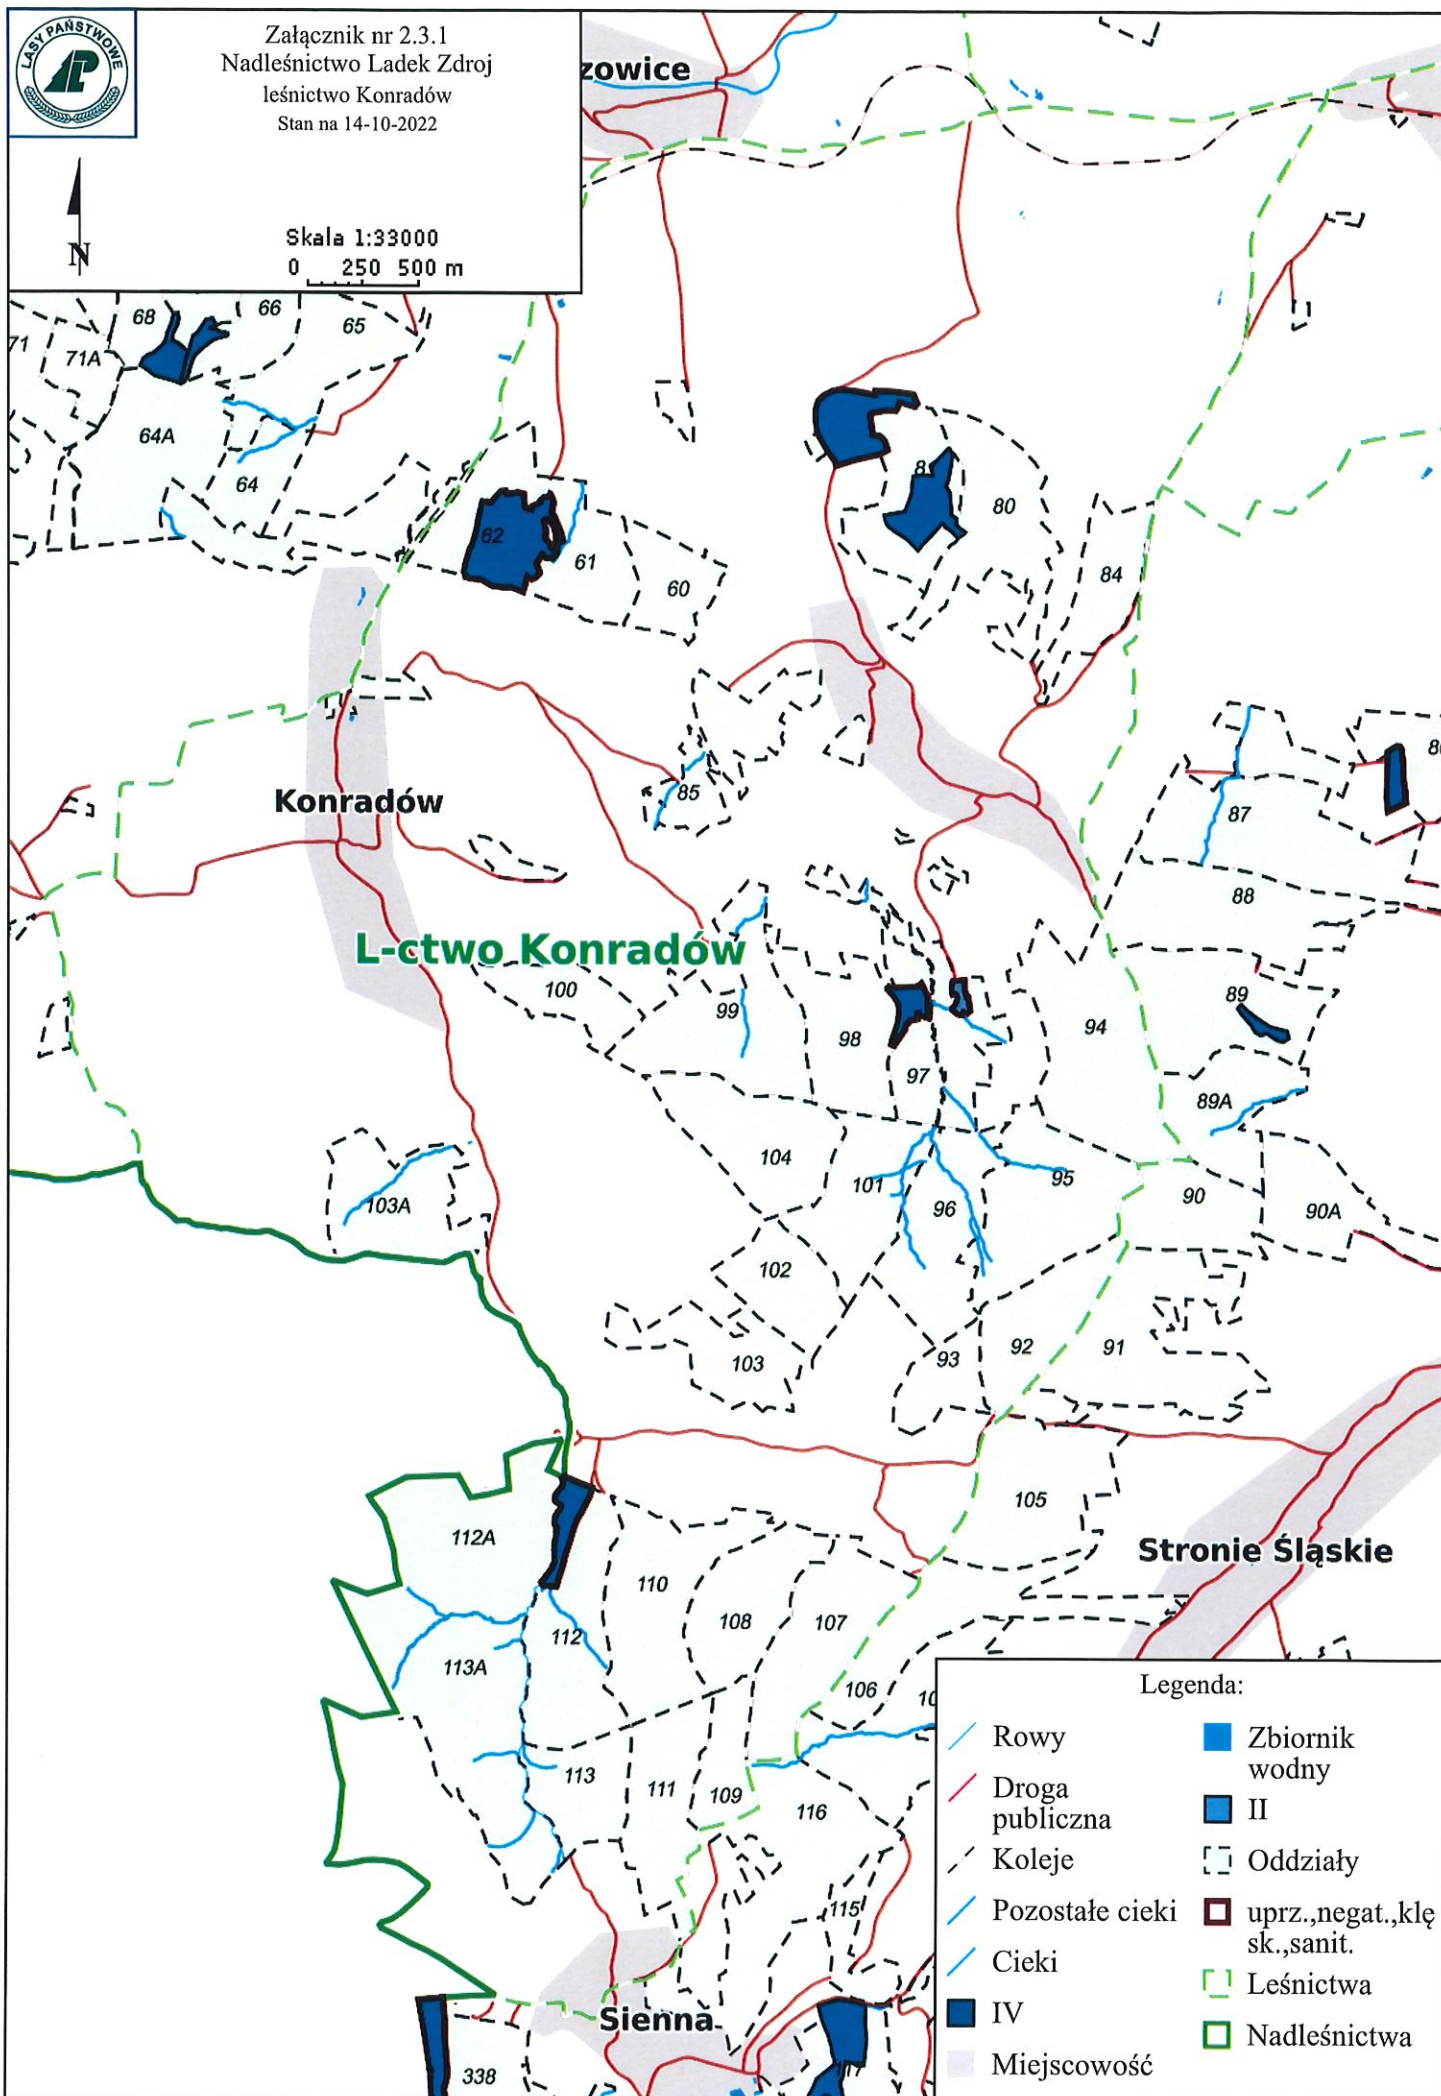 LASY PAŃSTWOWE
Załącznik nr 2.3.1
Nadleśnictwo Ladek Zdroj
leśnictwo Konradów
Stan na 14-10-2022
N
Skala 1:33000
0 250 500 m
zowice
68
66
65
71
71A
64A
64
62
61
60
8
80
84
85
87
88
89
89A
Konradów
L-ctwo Konradów
100
99
98
97
94
104
101
96
95
90
90A
103A
102
103
93
92
91
105
Stronie Śląskie
112A
110
108
107
112
113A
106
10
113
111
109
116
115
Sienna
338
Legenda:
Rowy
Droga
publiczna
Koleje
Pozostałe cieki
Cieki
IV
Miejscowość
Zbiornik
wodny
II
Oddziały
uprz.,negat.,klę
sk.,sanit.
Leśnictwa
Nadleśnictwa